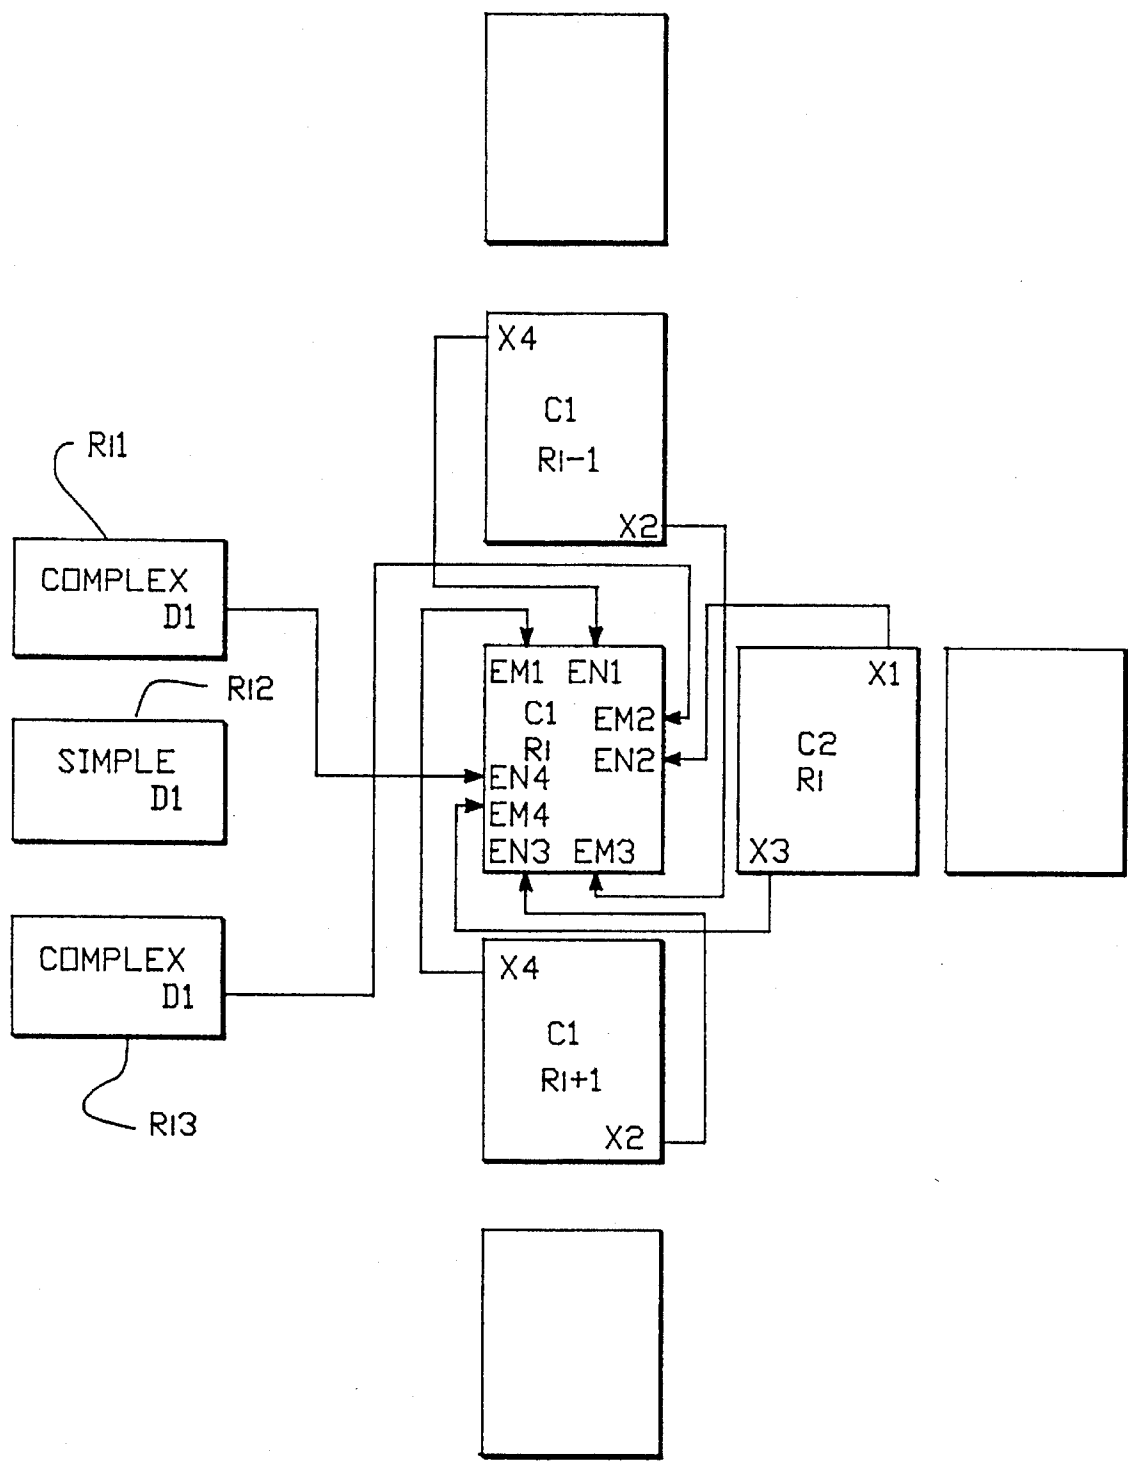 X4
C1
RI-1
X2
RI1
COMPLEX
D1
RI2
SIMPLE
D1
COMPLEX
D1
RI3
EM1 EN1
C1
RI
EM2
EN2
EN4
EM4
EN3 EM3
X1
C2
RI
X3
X4
C1
RI+1
X2